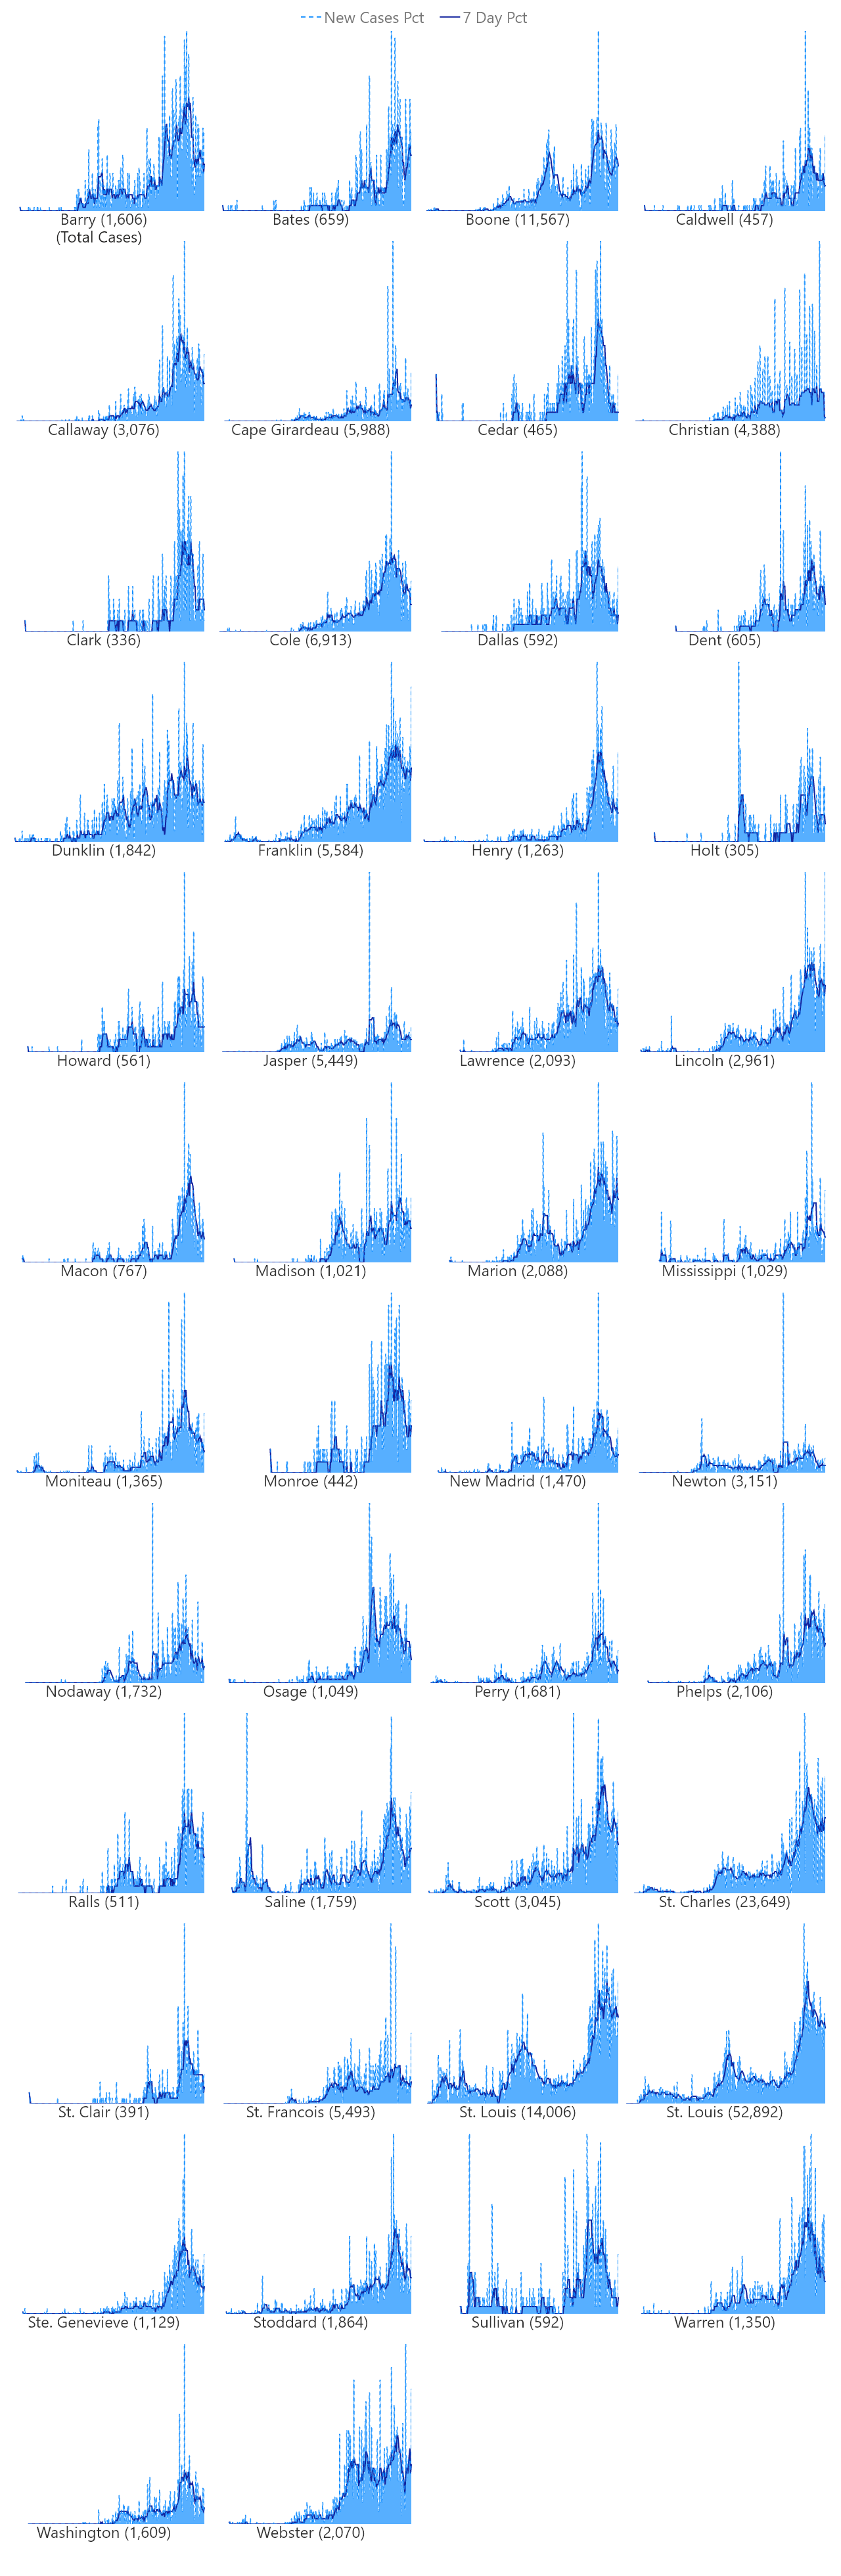 New Cases Pct 7 Day Pct
Barry (1,606) Bates (659) Boone (11,567) Caldwell (457)
(Total Cases)
Callaway (3,076) Cape Girardeau (5,988) Cedar (465) Christian (4,388)
Clark (336) Cole (6,913) Dallas (592) Dent (605)
Dunklin (1,842) Franklin (5,584) Henry (1,263) Holt (305)
Howard (561) Jasper (5,449) Lawrence (2,093) Lincoln (2,961)
Macon (767) Madison (1,021) Marion (2,088) Mississippi (1,029)
Moniteau (1,365) Monroe (442) New Madrid (1,470) Newton (3,151)
Nodaway (1,732) Osage (1,049) Perry (1,681) Phelps (2,106)
Ralls (511) Saline (1,759) Scott (3,045) St. Charles (23,649)
St. Clair (391) St. Francois (5,493) St. Louis (14,006) St. Louis (52,892)
Ste. Genevieve (1,129) Stoddard (1,864) Sullivan (592) Warren (1,350)
Washington (1,609) Webster (2,070)